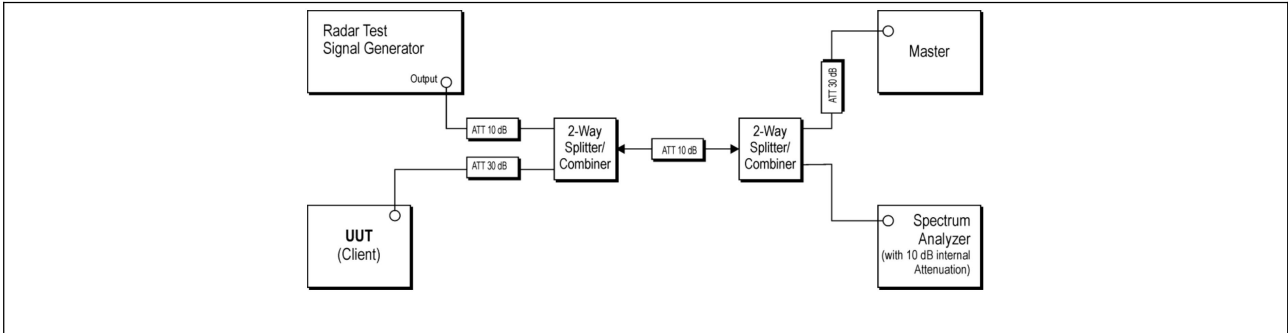 Radar Test
Signal Generator
Output
ATT 10 dB
ATT 30 dB
UUT
(Client)
2-Way
Splitter/
Combiner
ATT 10 dB
2-Way
Splitter/
Combiner
ATT 30 dB
Master
Spectrum
Analyzer
(with 10 dB internal
Attenuation)